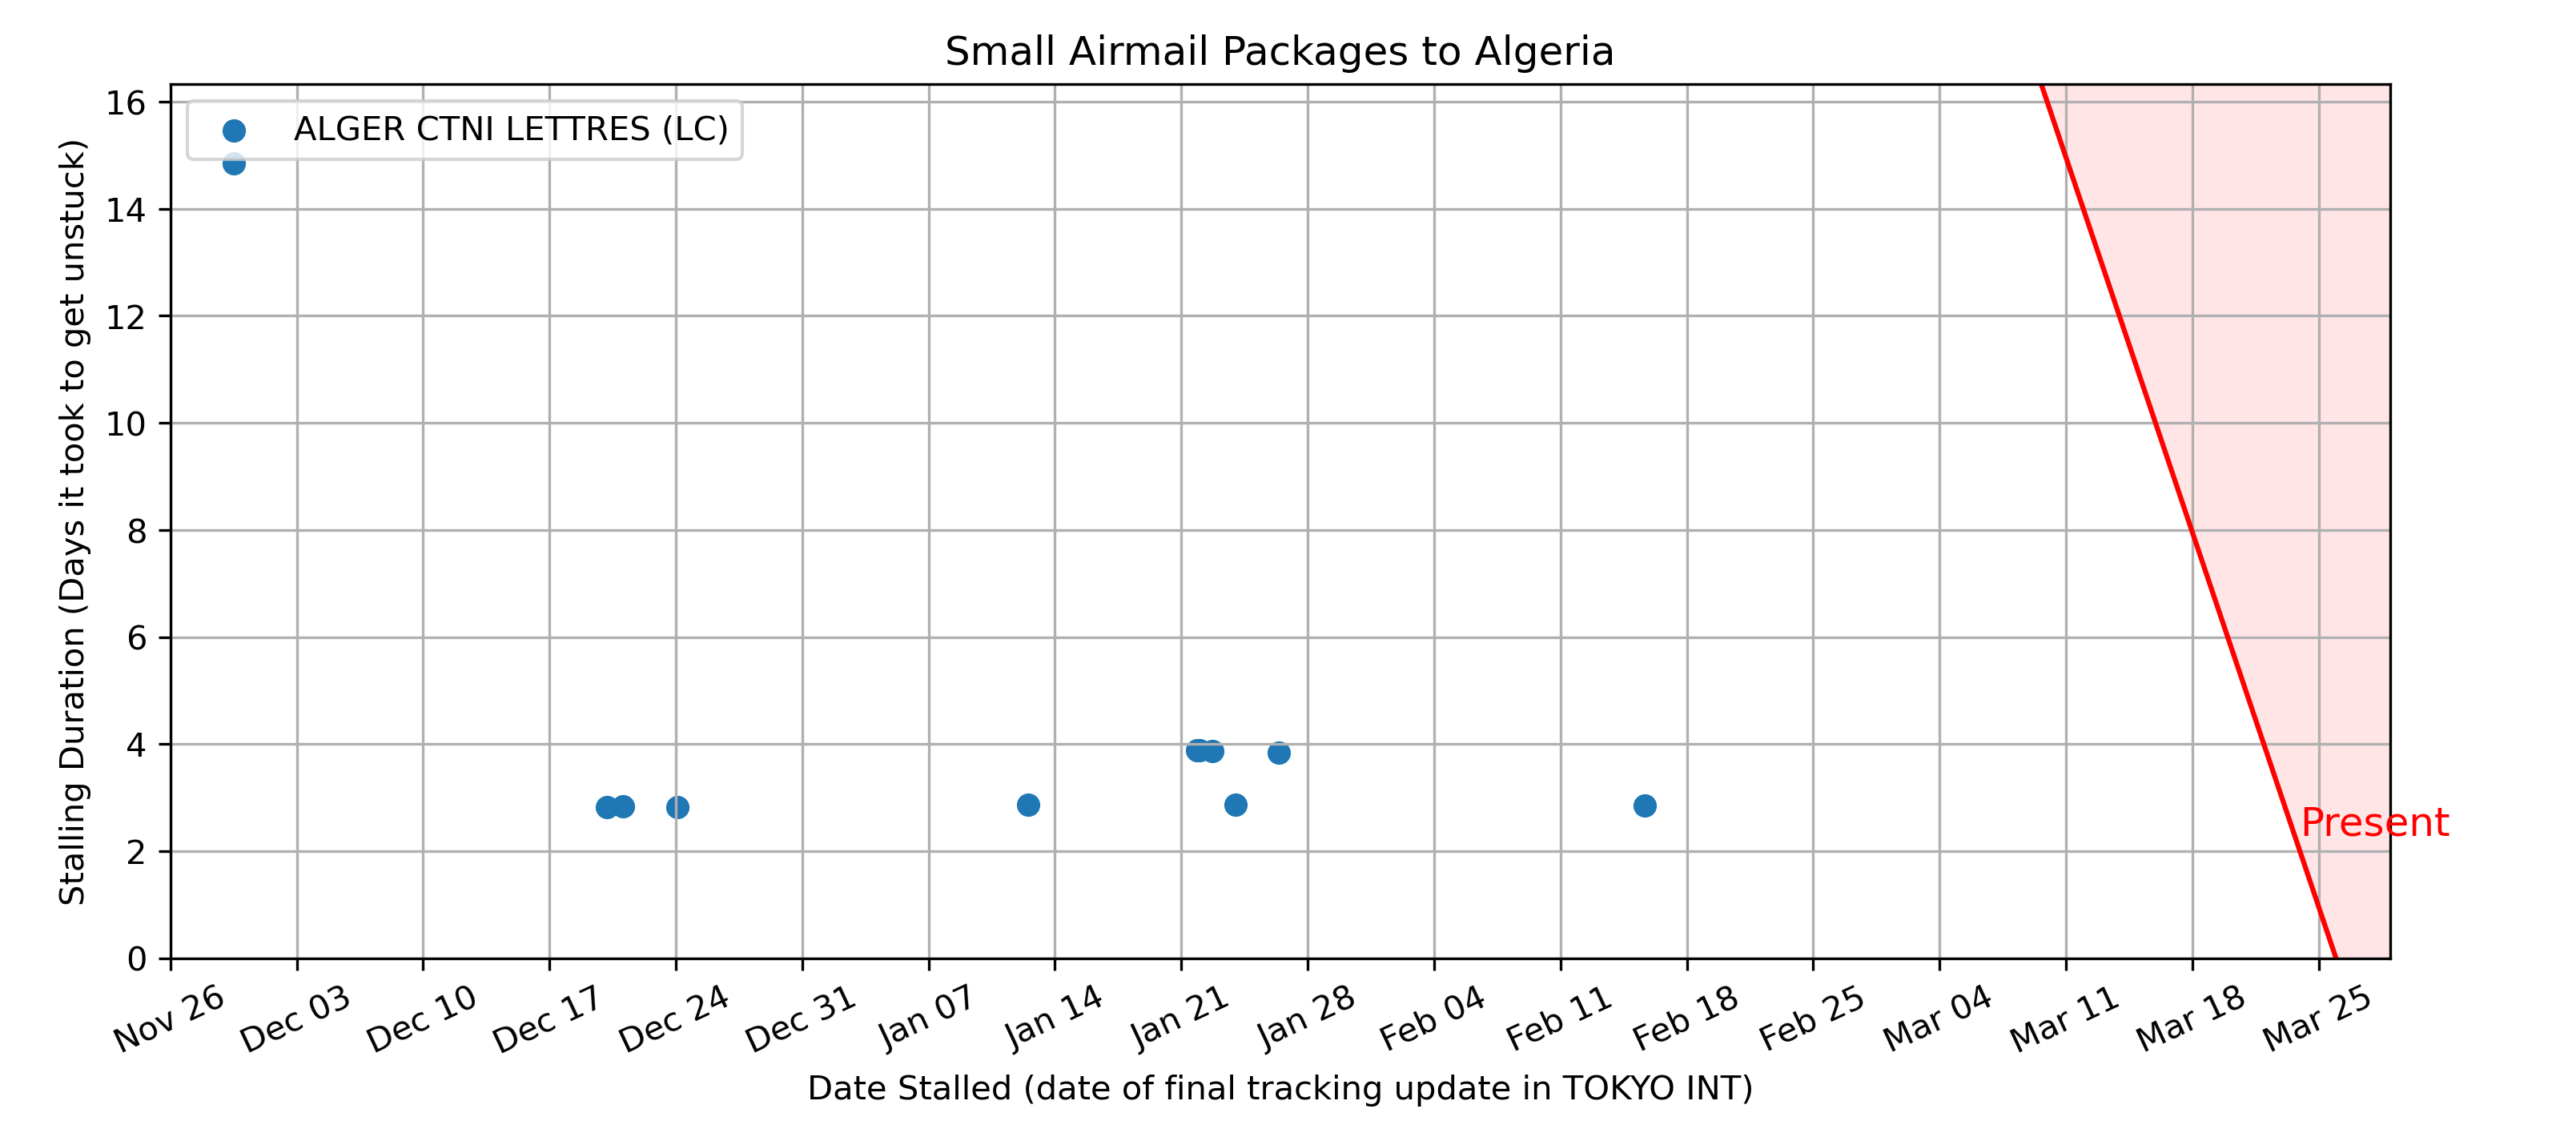 Small Airmail Packages to Algeria
ALGER CTNI LETTRES (LC)
Stalling Duration (Days it took to get unstuck)
16
14
12
10
8
6
4
2
0
Present
Nov 26 Dec 03 Dec 10 Dec 17 Dec 24 Dec 31 Jan 07 Jan 14 Jan 21 Jan 28 Feb 04 Feb 11 Feb 18 Feb 25 Mar 04 Mar 11 Mar 18 Mar 25
Date Stalled (date of final tracking update in TOKYO INT)